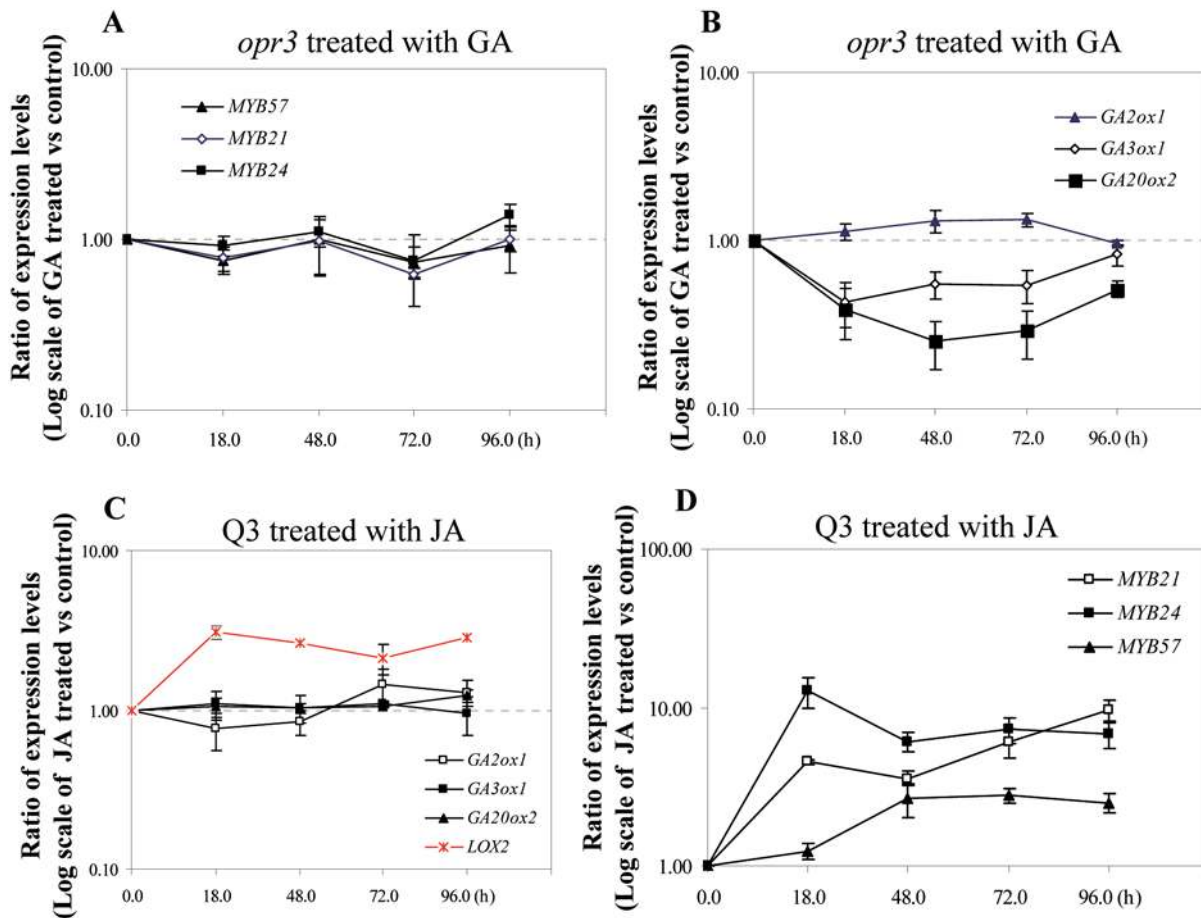 A
opr3 treated with GA
Ratio of expression levels
(Log scale of GA treated vs control)
10.00
1.00
0.10
MYB57
MYB21
MYB24
0.0 18.0 48.0 72.0 96.0 (h)
B
opr3 treated with GA
Ratio of expression levels
(Log scale of GA treated vs control)
10.00
1.00
0.10
GA2ox1
GA3ox1
GA20ox2
0.0 18.0 48.0 72.0 96.0 (h)
C
Q3 treated with JA
Ratio of expression levels
(Log scale of JA treated vs control)
10.00
1.00
0.10
GA2ox1
GA3ox1
GA20ox2
LOX2
0.0 18.0 48.0 72.0 96.0 (h)
D
Q3 treated with JA
Ratio of expression levels
(Log scale of JA treated vs control)
100.00
10.00
1.00
MYB21
MYB24
MYB57
0.0 18.0 48.0 72.0 96.0 (h)